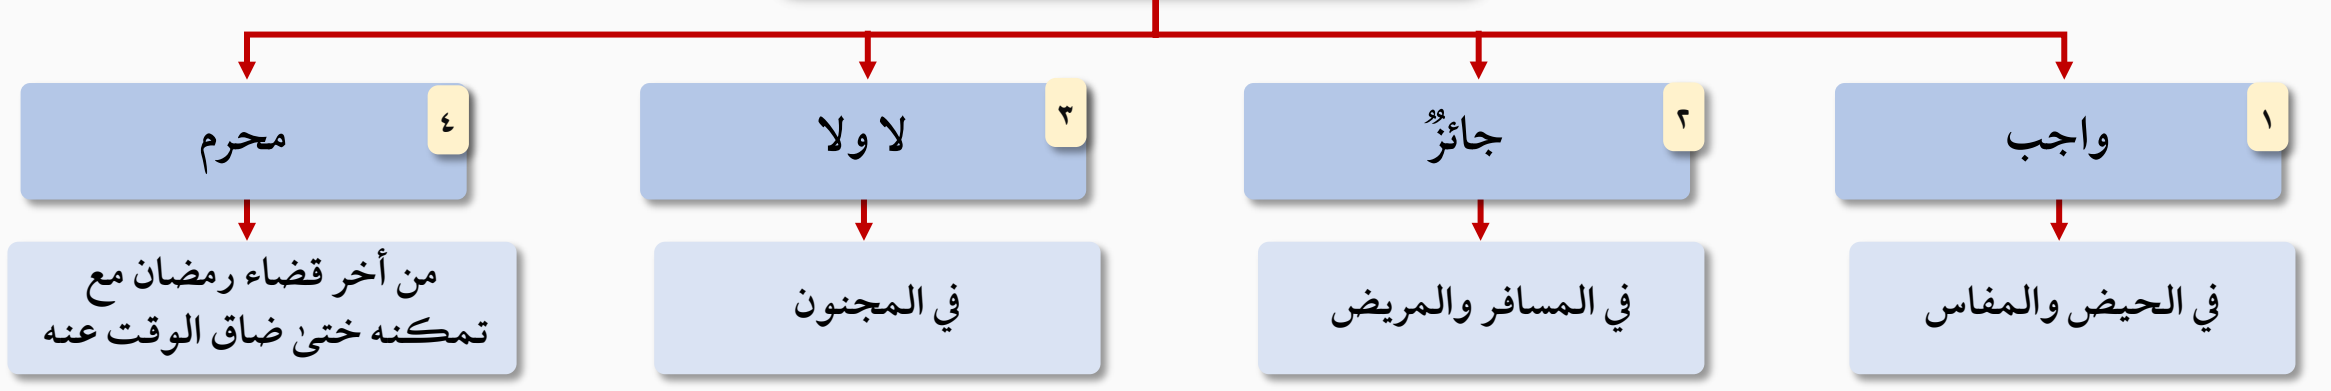 ١
واجب
٢
جائزٌ
٣
لا ولا
٤
محرم
في الحيض والمفاس
في المسافر والمريض
في المجنون
من أخر قضاء رمضان مع
تمكنه ختىٰ ضاق الوقت عنه